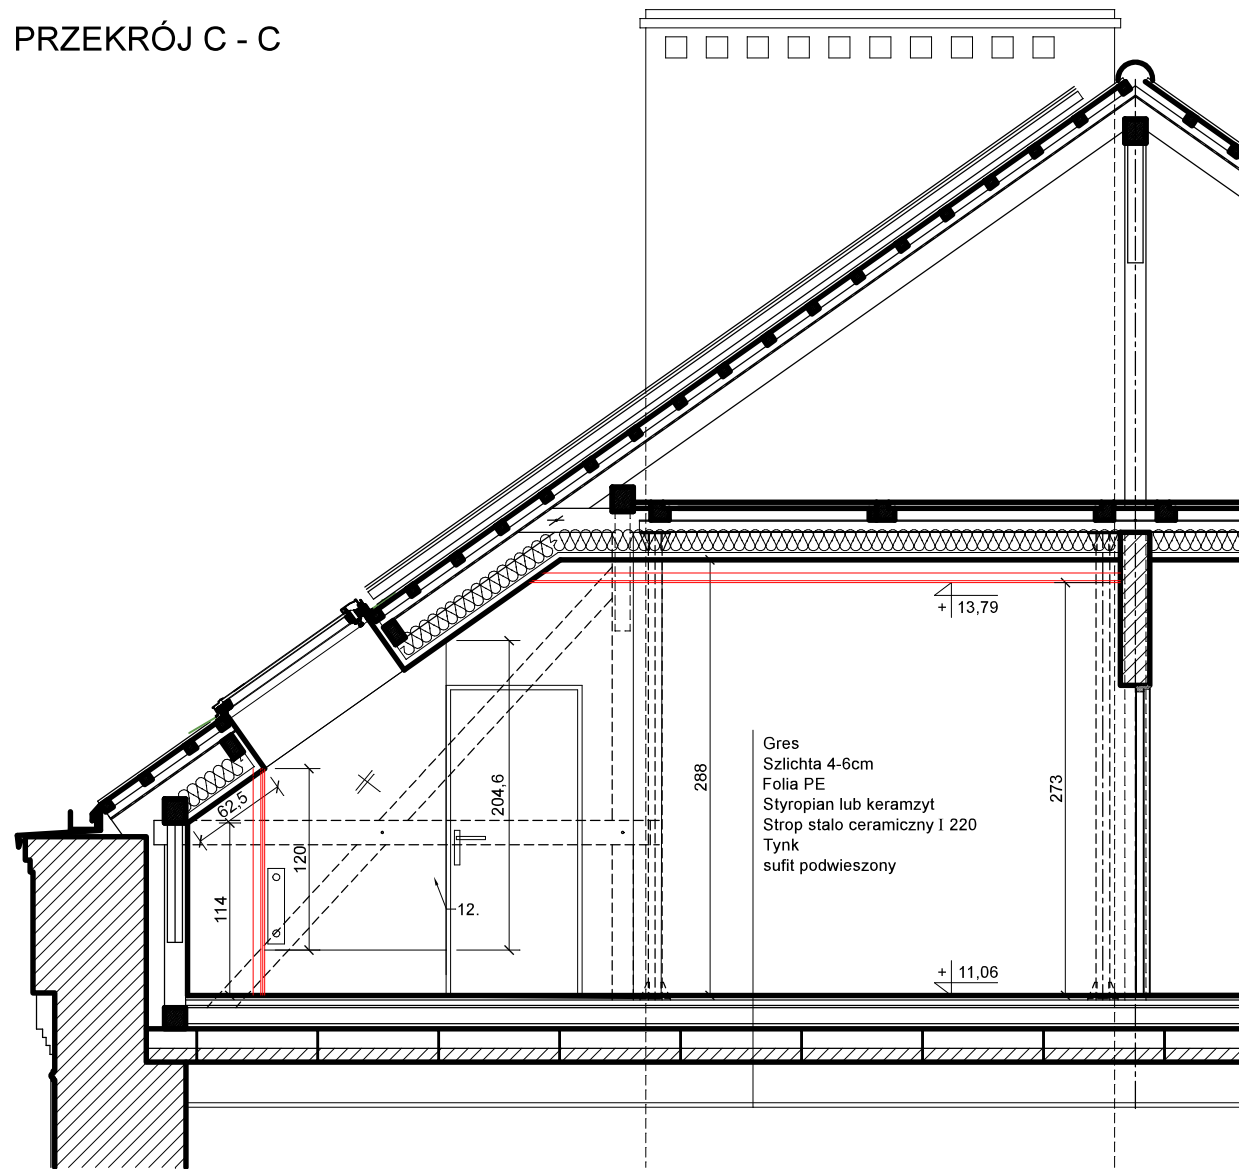 PRZEKRÓJ C - C
+ 13,79
288
273
204,6
62,5
120
114
12.
Gres
Szlichta 4-6cm
Folia PE
Styropian lub keramzyt
Strop stalo ceramiczny I 220
Tynk
sufit podwieszony
+ 11,06